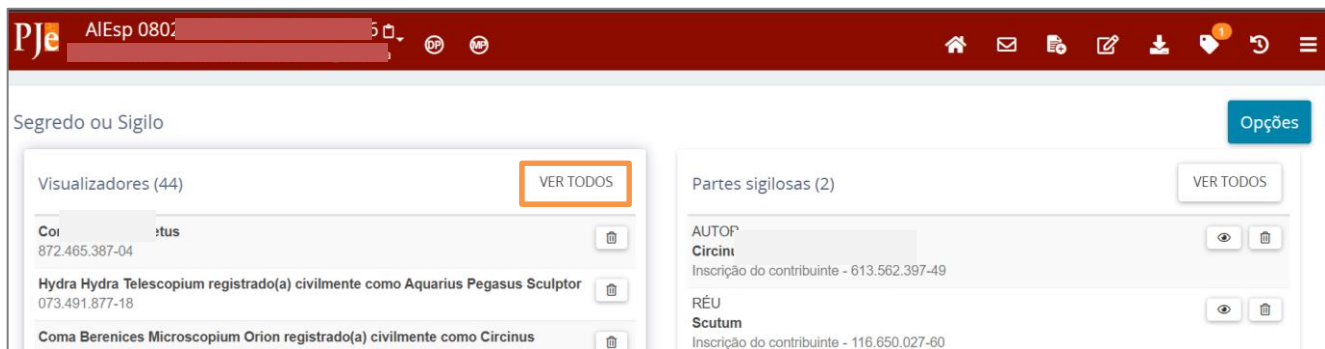 PJe
AIEsp 0802
DP
MP
1
Segredo ou Sigilo
Opções
Visualizadores (44)
VER TODOS
872.465.387-04
Hydra Hydra Telescopium registrado(a) civilmente como Aquarius Pegasus Sculptor
073.491.877-18
Coma Berenices Microscopium Orion registrado(a) civilmente como Circinus
Partes sigilosas (2)
VER TODOS
AUTOR
Inscrição do contribuinte - 613.562.397-49
RÉU
Scutum
Inscrição do contribuinte - 116.650.027-60